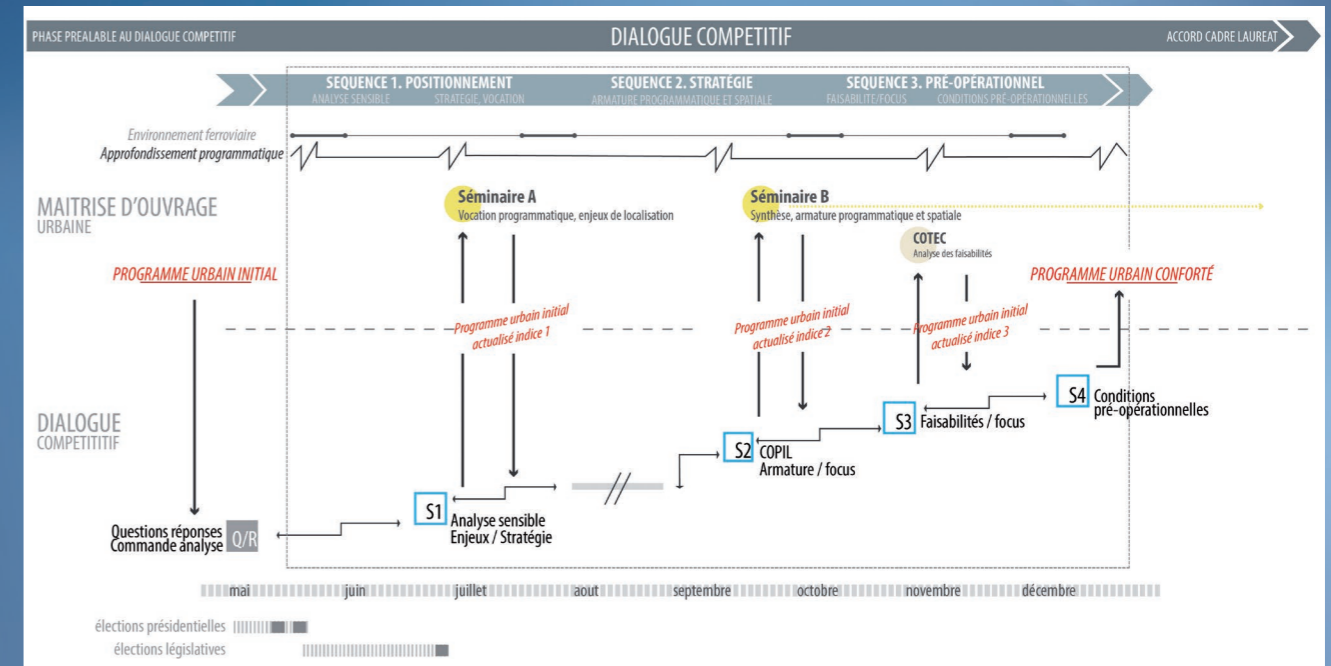 PHASE PREALABLE AU DIALOGUE COMPETITIF
DIALOGUE COMPETITIF
ACCORD CADRE LAUREAT
SEQUENCE 1. POSITIONNEMENT
ANALYSE SENSIBLE
STRATEGIE, VOCATION
SEQUENCE 2. STRATÉGIE
ARMATURE PROGRAMMATIQUE ET SPATIALE
SEQUENCE 3. PRÉ-OPÉRATIONNEL
FAISABILITE/FOCUS
CONDITIONS PRÉ-OPÉRATIONNELLES
Environement ferroviaire
Approfondissement programmatique
MAITRISE D'OUVRAGE
URBAINE
Séminaire A
Vocation programmatique, enjeux de localisation
Séminaire B
Synthèse, armature programmatique et spatiale
COTEC
Analyse des faisabilités
PROGRAMME URBAIN INITIAL
PROGRAMME URBAIN CONFORTÉ
Programme urbain initial
actualisé indice 1
Programme urbain initial
actualisé indice 2
Programme urbain initial
actualisé indice 3
DIALOGUE
COMPETITITIF
S4
Conditions
pré-opérationnelles
S3
Faisabilités / focus
S2
COPIL
Armature / focus
S1
Analyse sensible
Enjeux / Stratégie
Questions réponses
Commande analyse
Q/R
mai
juin
juillet
aout
septembre
octobre
novembre
décembre
élections présidentielles
élections législatives